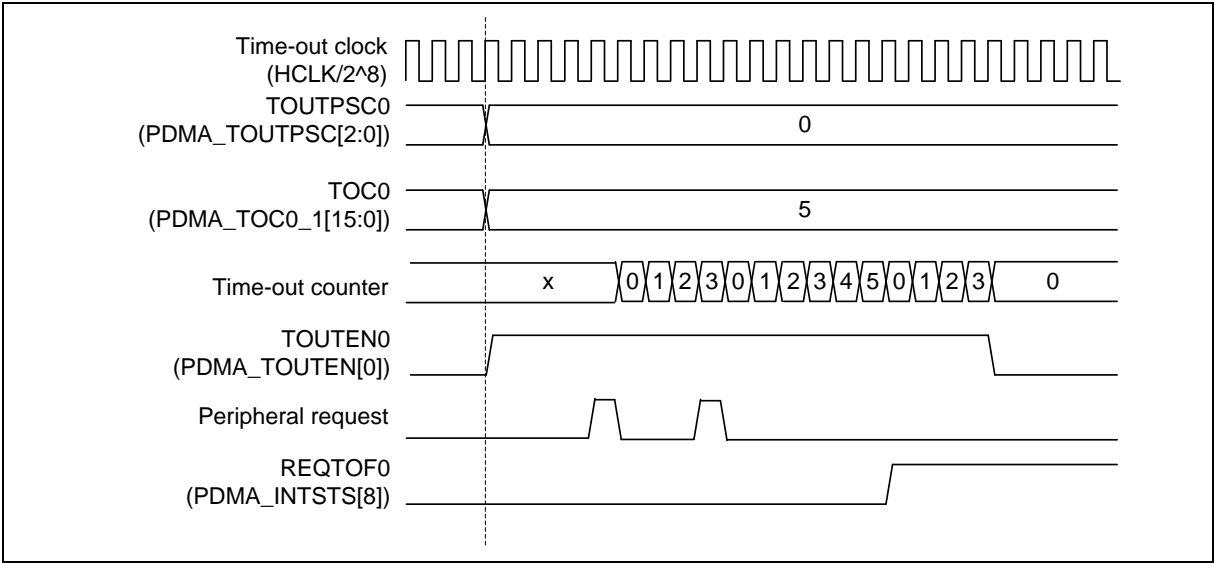 Time-out clock
(HCLK/2^8)
TOUTPSC0
(PDMA_TOUTPSC[2:0])
0
TOC0
(PDMA_TOC0_1[15:0])
5
Time-out counter
x 0 1 2 3 0 1 2 3 4 5 0 1 2 3 0
TOUTEN0
(PDMA_TOUTEN[0])
Peripheral request
REQTOF0
(PDMA_INTSTS[8])